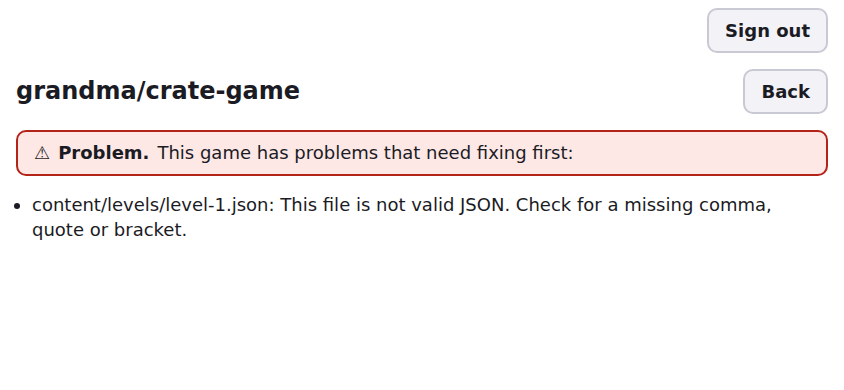 Sign out
grandma/crate-game
Back
⚠ Problem. This game has problems that need fixing first:
• content/levels/level-1.json: This file is not valid JSON. Check for a missing comma,
quote or bracket.